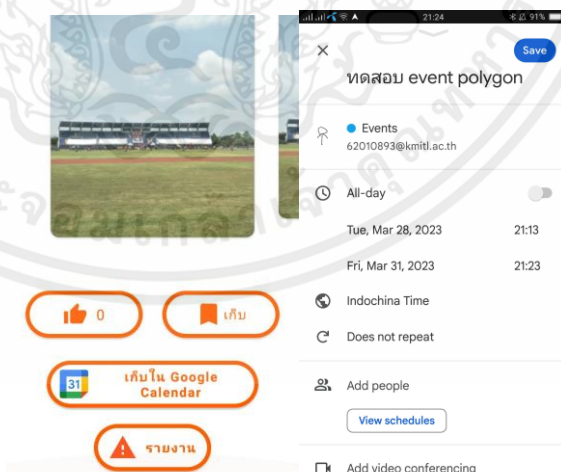 0
เก็บ
31
เก็บใน Google
Calendar
รายงาน
21:24
91%
Save
ทดสอบ event polygon
Events
62010893@kmitl.ac.th
All-day
Tue, Mar 28, 2023 21:13
Fri, Mar 31, 2023 21:23
Indochina Time
Does not repeat
Add people
View schedules
Add video conferencing